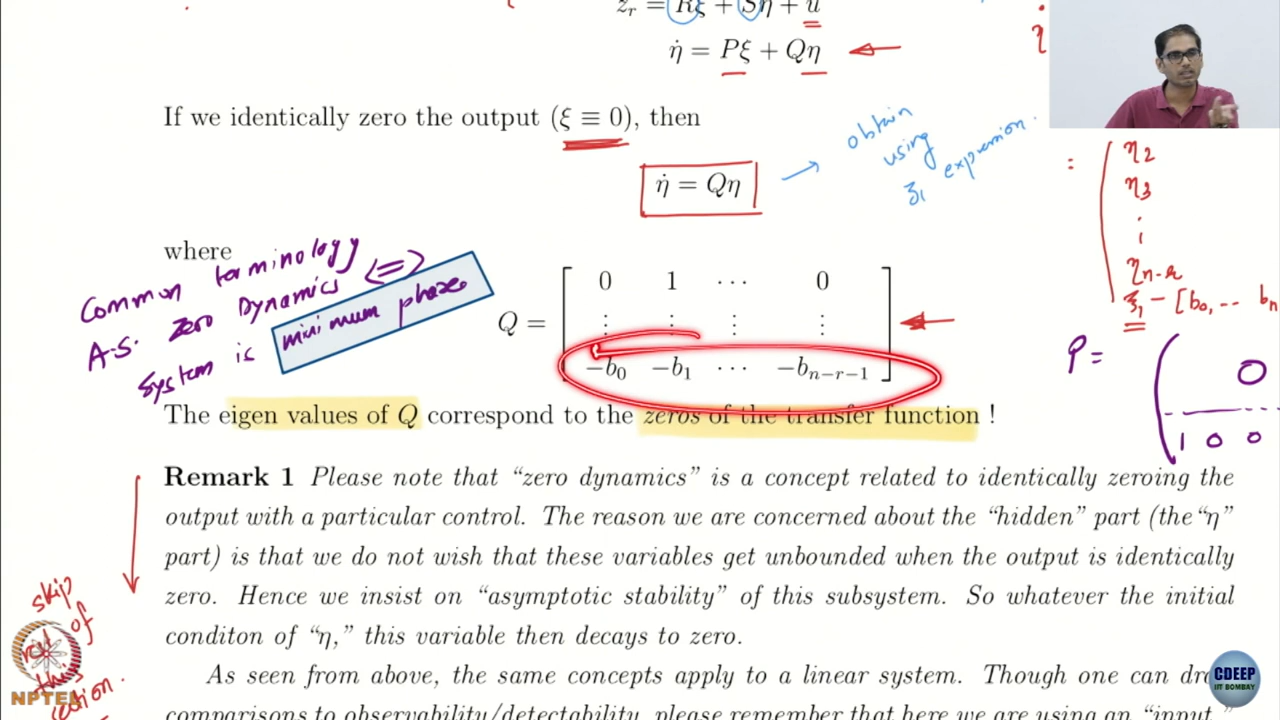 z_r = Rξ + Sη + u
η̇ = Pξ + Qη
If we identically zero the output (ξ ≡ 0), then
η̇ = Qη
obtain
using
ξ₁ expression.
where
Common terminology
A.S. zero Dynamics ⟺
System is minimum phase
Q = [ 0 1 ⋯ 0
⋮ ⋮ ⋮ ⋮
−b₀ −b₁ ⋯ −b_{n−r−1} ]
η₂
η₃
η_{n-r}
ξ₁ − [b₀, ... b_n
P =
0
1 0 0
The eigen values of Q correspond to the zeros of the transfer function !
Remark 1 Please note that “zero dynamics” is a concept related to identically zeroing the
output with a particular control. The reason we are concerned about the “hidden” part (the“η”
part) is that we do not wish that these variables get unbounded when the output is identically
zero. Hence we insist on “asymptotic stability” of this subsystem. So whatever the initial
conditon of “η,” this variable then decays to zero.
As seen from above, the same concepts apply to a linear system. Though one can
comparisons to observability/detectability, please remember that here we are using an “input,”
skip
of
this
NPTEL
CDEEP
IIT BOMBAY